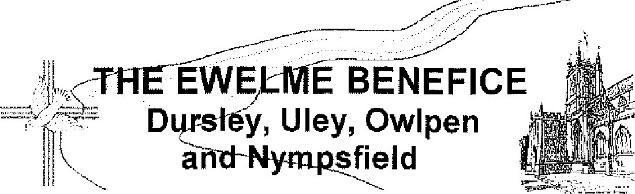 THE EWELME BENEFICE
Dursley, Uley, Owlpen
and Nympsfield